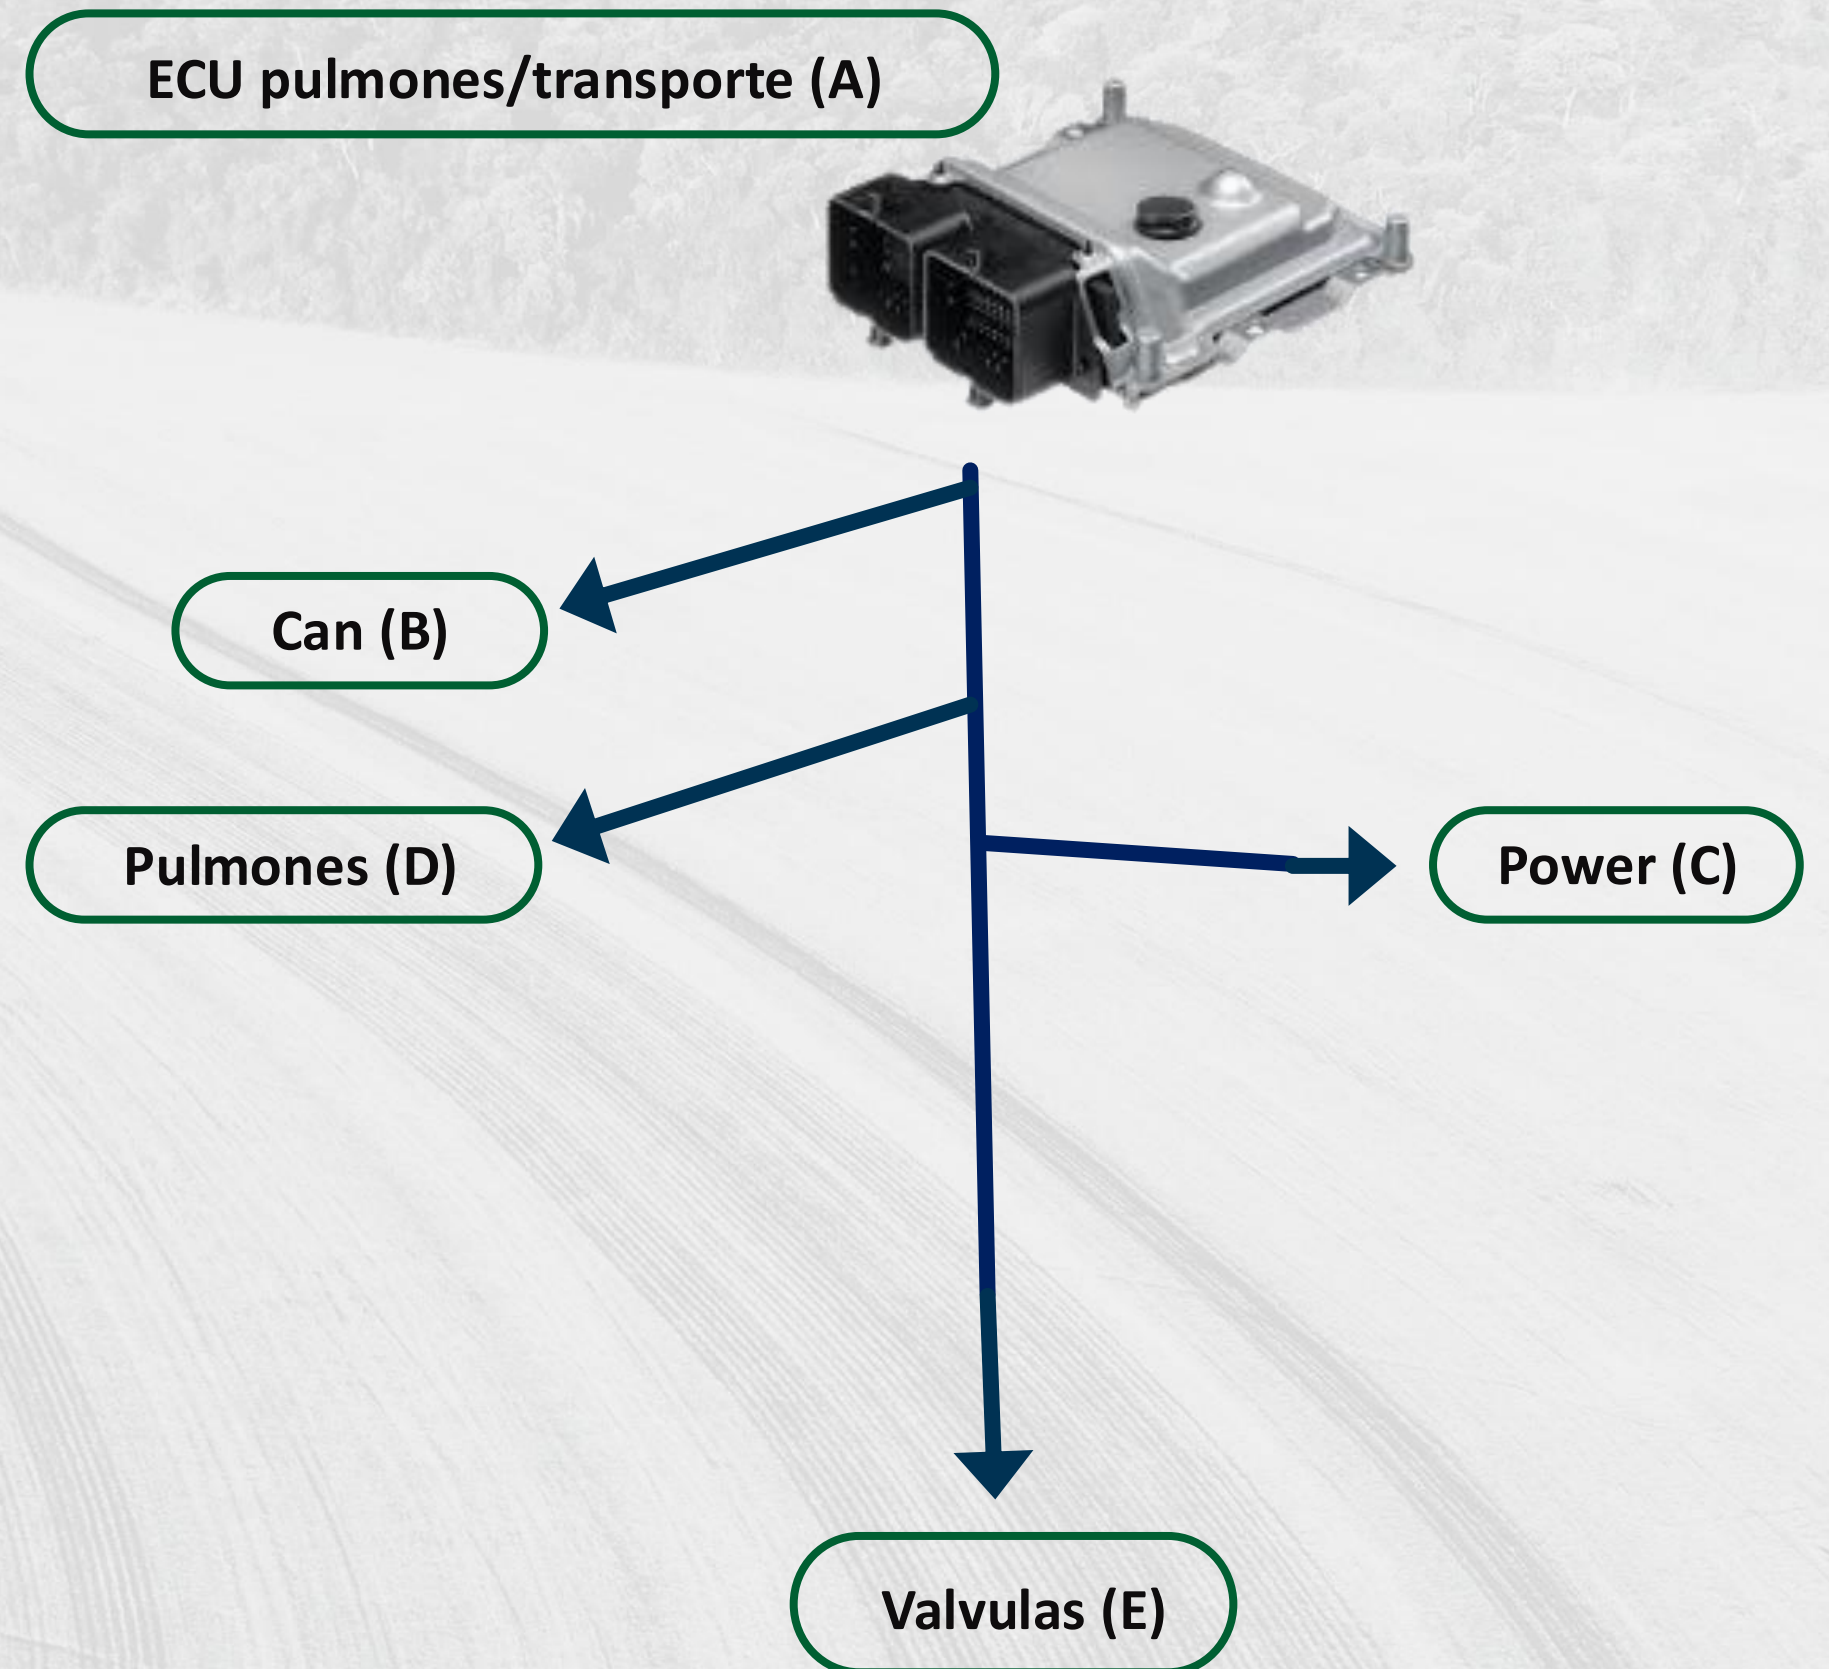 ECU pulmones/transporte (A)
Can (B)
Pulmones (D)
Power (C)
Valvulas (E)